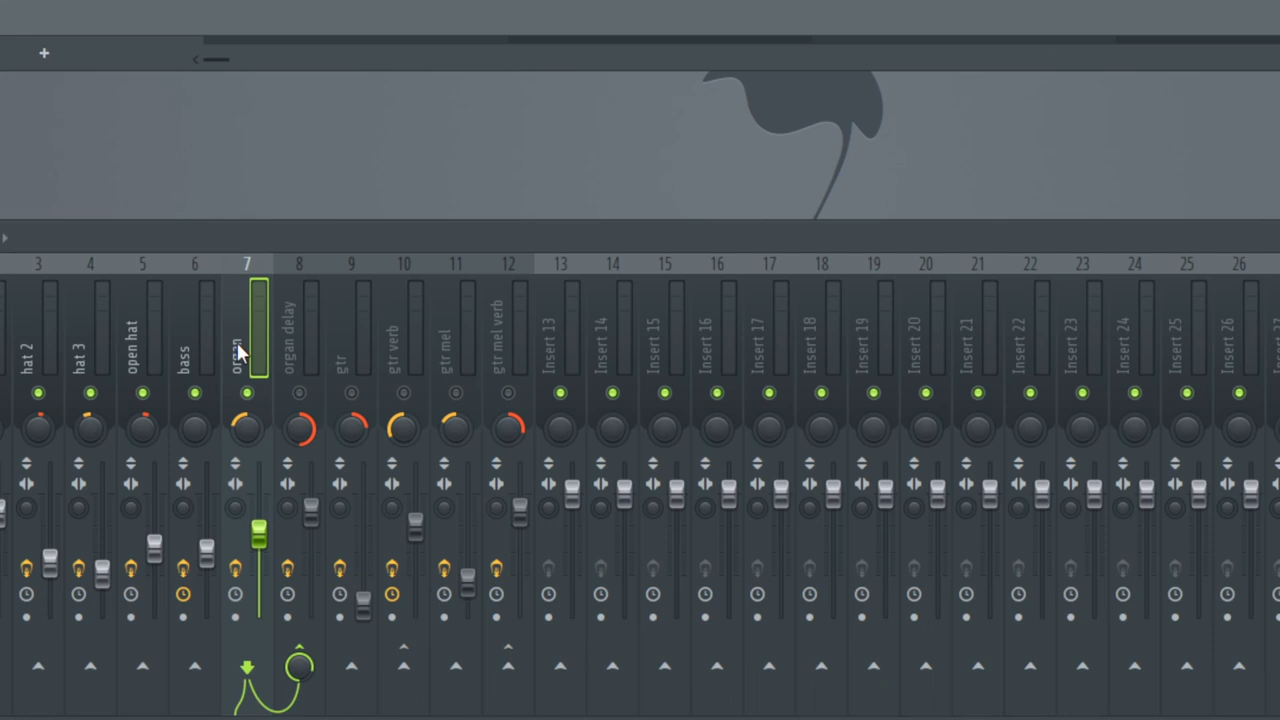 +
3 4 5 6 7 8 9 10 11 12 13 14 15 16 17 18 19 20 21 22 23 24 25 26
hat 2
hat 3
open hat
bass
organ
organ delay
gtr
gtr verb
gtr mel
gtr mel verb
Insert 13
Insert 14
Insert 15
Insert 16
Insert 17
Insert 18
Insert 19
Insert 20
Insert 21
Insert 22
Insert 23
Insert 24
Insert 25
Insert 26